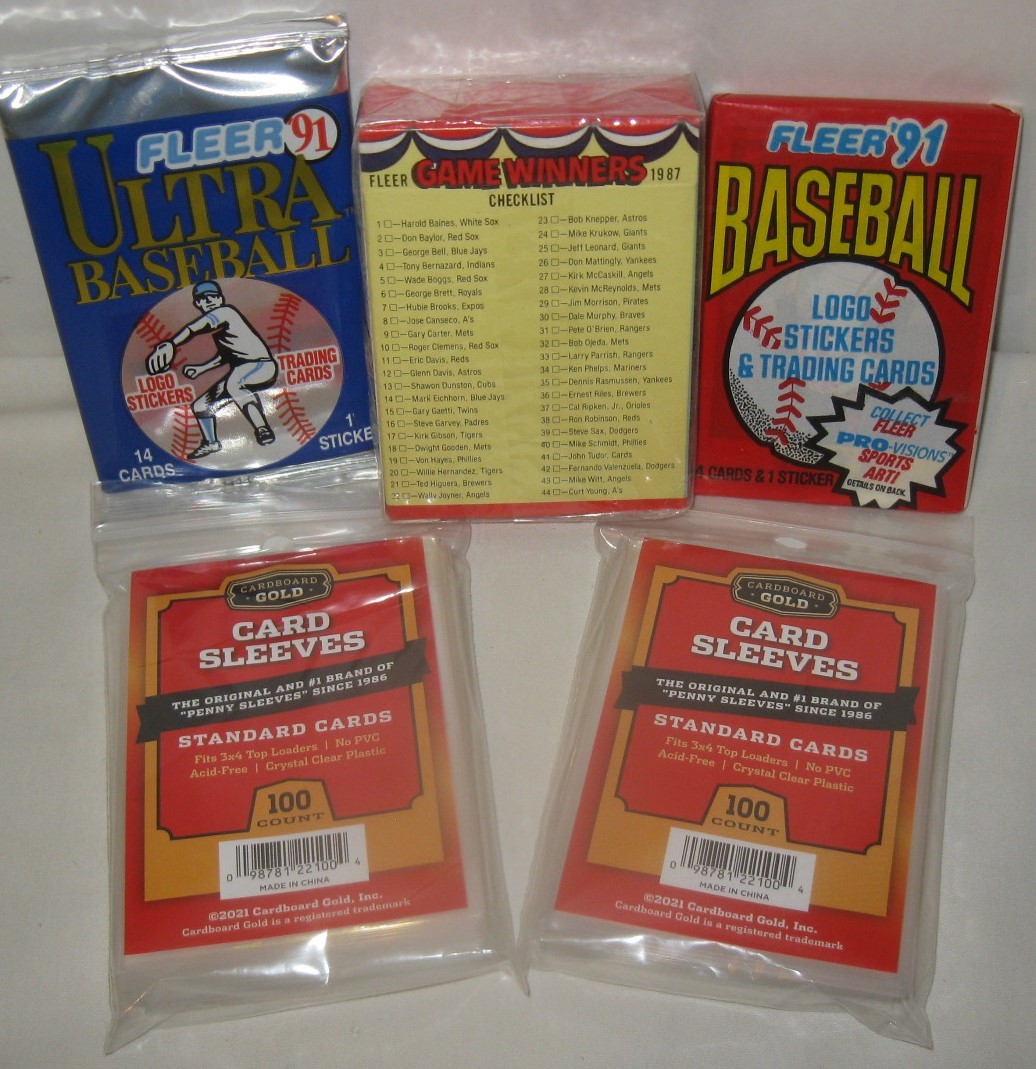 FLEER '91
ULTRA
BASEBALL
LOGO
STICKERS
TRADING
CARDS
14
CARDS
1
STICKE
FLEER GAME WINNERS 1987
CHECKLIST
1 □—Harold Baines, White Sox
2 □—Don Baylor, Red Sox
3 □—George Bell, Blue Jays
4 □—Tony Bernazard, Indians
5 □—Wade Boggs, Red Sox
6 □—George Brett, Royals
7 □—Hubie Brooks, Expos
8 □—Jose Canseco, A's
9 □—Gary Carter, Mets
10 □—Roger Clemens, Red Sox
11 □—Eric Davis, Reds
12 □—Glenn Davis, Astros
13 □—Shawon Dunston, Cubs
14 □—Mark Eichhorn, Blue Jays
15 □—Gary Gaetti, Twins
16 □—Steve Garvey, Padres
17 □—Kirk Gibson, Tigers
18 □—Dwight Gooden, Mets
19 □—Von Hayes, Phillies
20 □—Willie Hernandez, Tigers
21 □—Ted Higuera, Brewers
22 □—Wally Joyner, Angels
23 □—Bob Knepper, Astros
24 □—Mike Krukow, Giants
25 □—Jeff Leonard, Giants
26 □—Don Mattingly, Yankees
27 □—Kirk McCaskill, Angels
28 □—Kevin McReynolds, Mets
29 □—Jim Morrison, Pirates
30 □—Dale Murphy, Braves
31 □—Pete O'Brien, Rangers
32 □—Bob Ojeda, Mets
33 □—Larry Parrish, Rangers
34 □—Ken Phelps, Mariners
35 □—Dennis Rasmussen, Yankees
36 □—Ernest Riles, Brewers
37 □—Cal Ripken, Jr., Orioles
38 □—Ron Robinson, Reds
39 □—Steve Sax, Dodgers
40 □—Mike Schmidt, Phillies
41 □—John Tudor, Cards
42 □—Fernando Valenzuela, Dodgers
43 □—Mike Witt, Angels
44 □—Curt Young, A's
FLEER '91
BASEBALL
LOGO
STICKERS
& TRADING CARDS
COLLECT
FLEER
PRO-VISIONS™
SPORTS
ART!
DETAILS ON BACK
4 CARDS & 1 STICKER
CARDBOARD
GOLD
CARD
SLEEVES
THE ORIGINAL AND #1 BRAND OF
"PENNY SLEEVES" SINCE 1986
STANDARD CARDS
Fits 3x4 Top Loaders | No PVC
Acid-Free | Crystal Clear Plastic
100
COUNT
0 98781 22100 4
MADE IN CHINA
©2021 Cardboard Gold, Inc.
Cardboard Gold is a registered trademark
CARDBOARD
GOLD
CARD
SLEEVES
THE ORIGINAL AND #1 BRAND OF
"PENNY SLEEVES" SINCE 1986
STANDARD CARDS
Fits 3x4 Top Loaders | No PVC
Acid-Free | Crystal Clear Plastic
100
COUNT
0 98781 22100 4
MADE IN CHINA
©2021 Cardboard Gold, Inc.
Cardboard Gold is a registered trademark